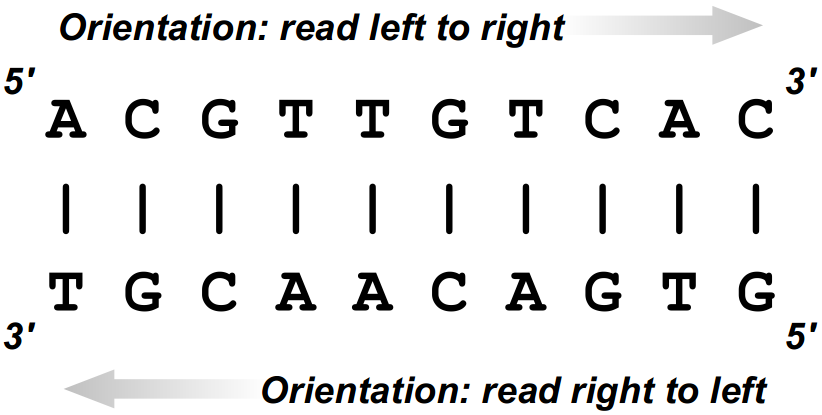 Orientation: read left to right
5' 3'
A C G T T G T C A C
| | | | | | | | | |
T G C A A C A G T G
3' 5'
Orientation: read right to left